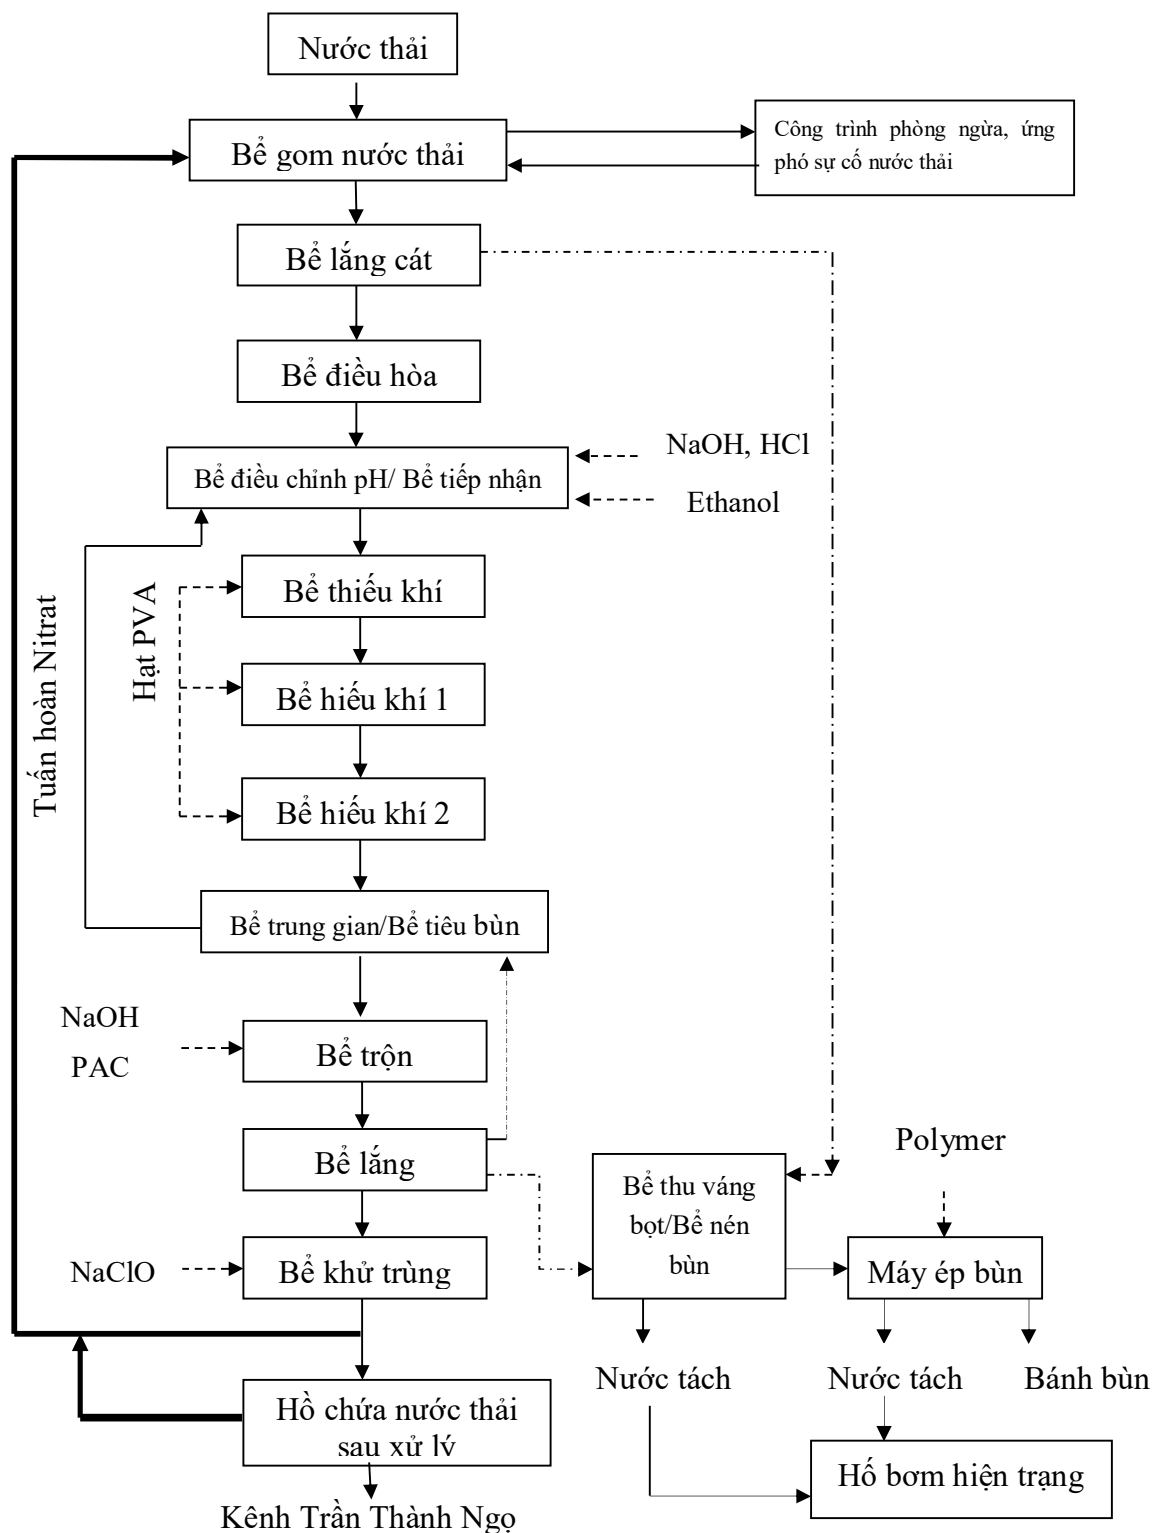 Nước thải
Bể gom nước thải
Công trình phòng ngừa, ứng
phó sự cố nước thải
Bể lắng cát
Bể điều hòa
Bể điều chỉnh pH/ Bể tiếp nhận
NaOH, HCl
Ethanol
Tuấn hoàn Nitrat
Hạt PVA
Bể thiếu khí
Bể hiếu khí 1
Bể hiếu khí 2
Bể trung gian/Bể tiêu bùn
NaOH
PAC
Bể trộn
Bể lắng
Bể thu váng
bọt/Bể nén
bùn
Polymer
Máy ép bùn
NaClO
Bể khử trùng
Nước tách
Nước tách
Bánh bùn
Hồ chứa nước thải
sau xử lý
Hố bơm hiện trạng
Kênh Trần Thành Ngọ